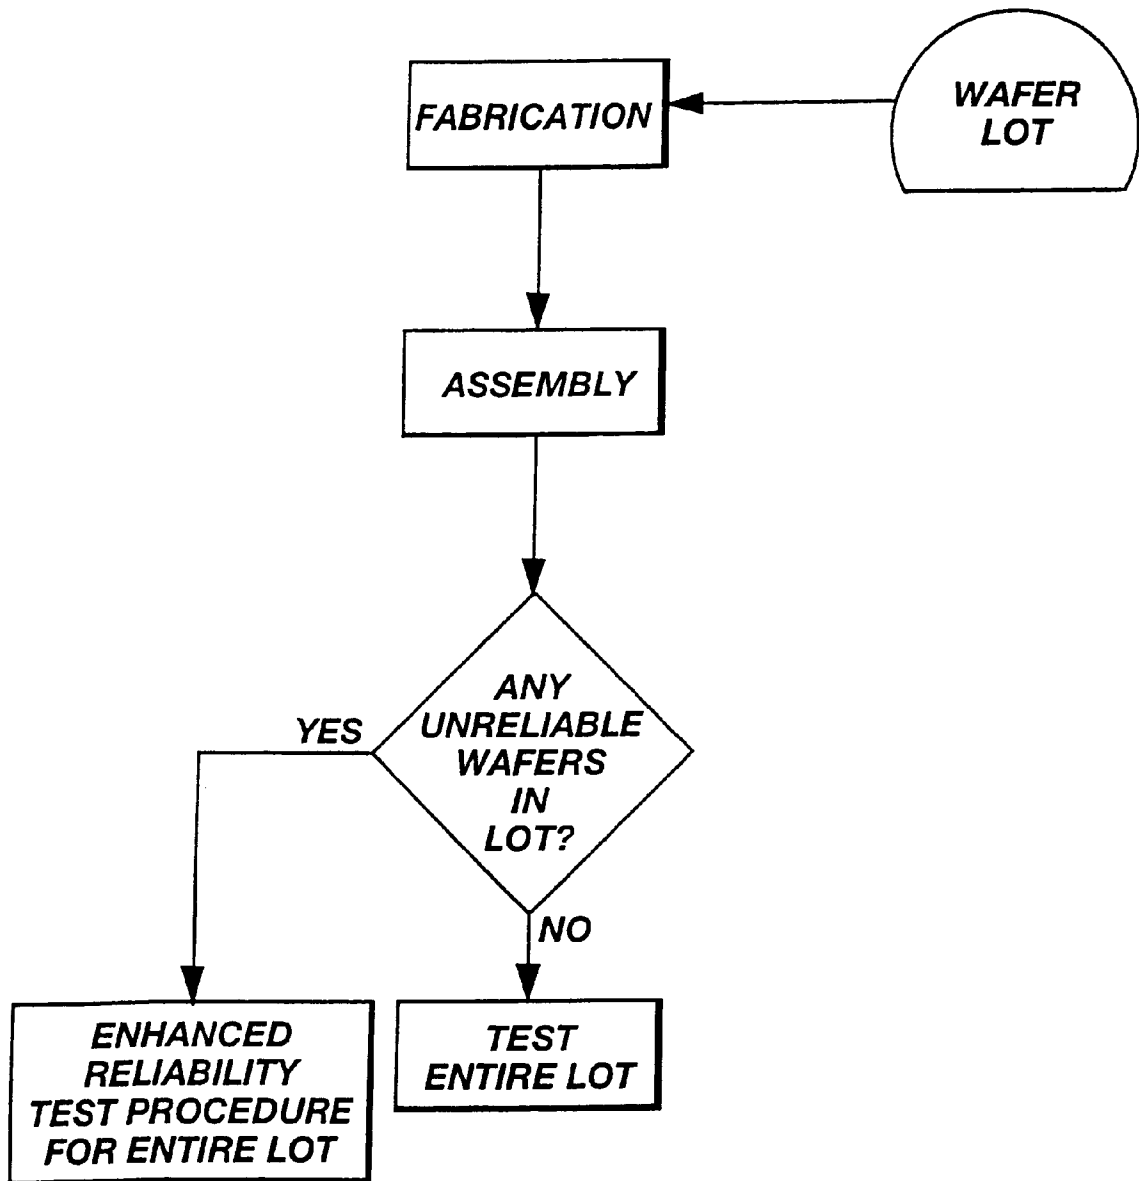 FABRICATION
WAFER
LOT
ASSEMBLY
ANY
UNRELIABLE
WAFERS
IN
LOT?
YES
NO
ENHANCED
RELIABILITY
TEST PROCEDURE
FOR ENTIRE LOT
TEST
ENTIRE LOT